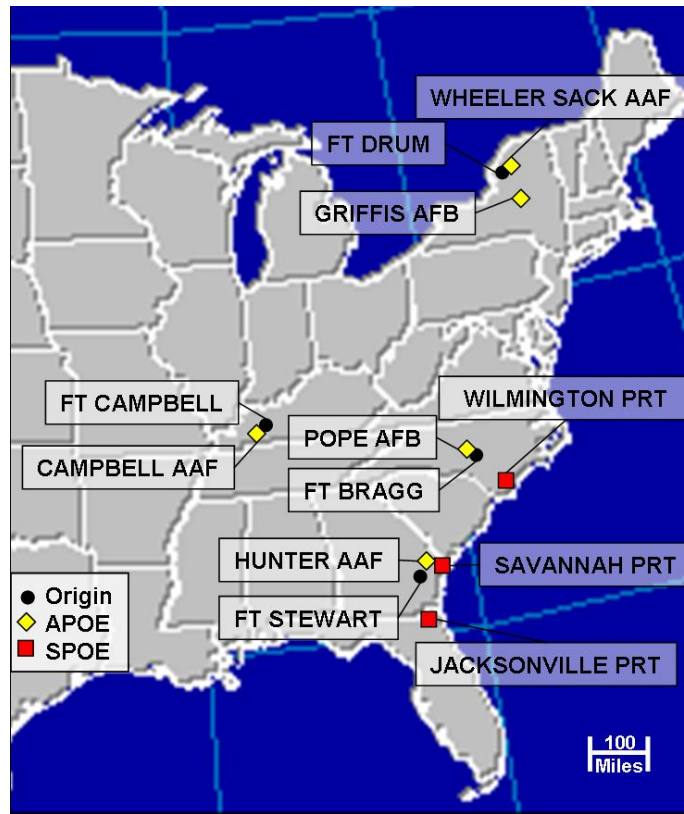 WHEELER SACK AAF
FT DRUM
GRIFFIS AFB
FT CAMPBELL
WILMINGTON PRT
POPE AFB
CAMPBELL AAF
FT BRAGG
HUNTER AAF
SAVANNAH PRT
Origin
APOE
SPOE
FT STEWART
JACKSONVILLE PRT
100
Miles